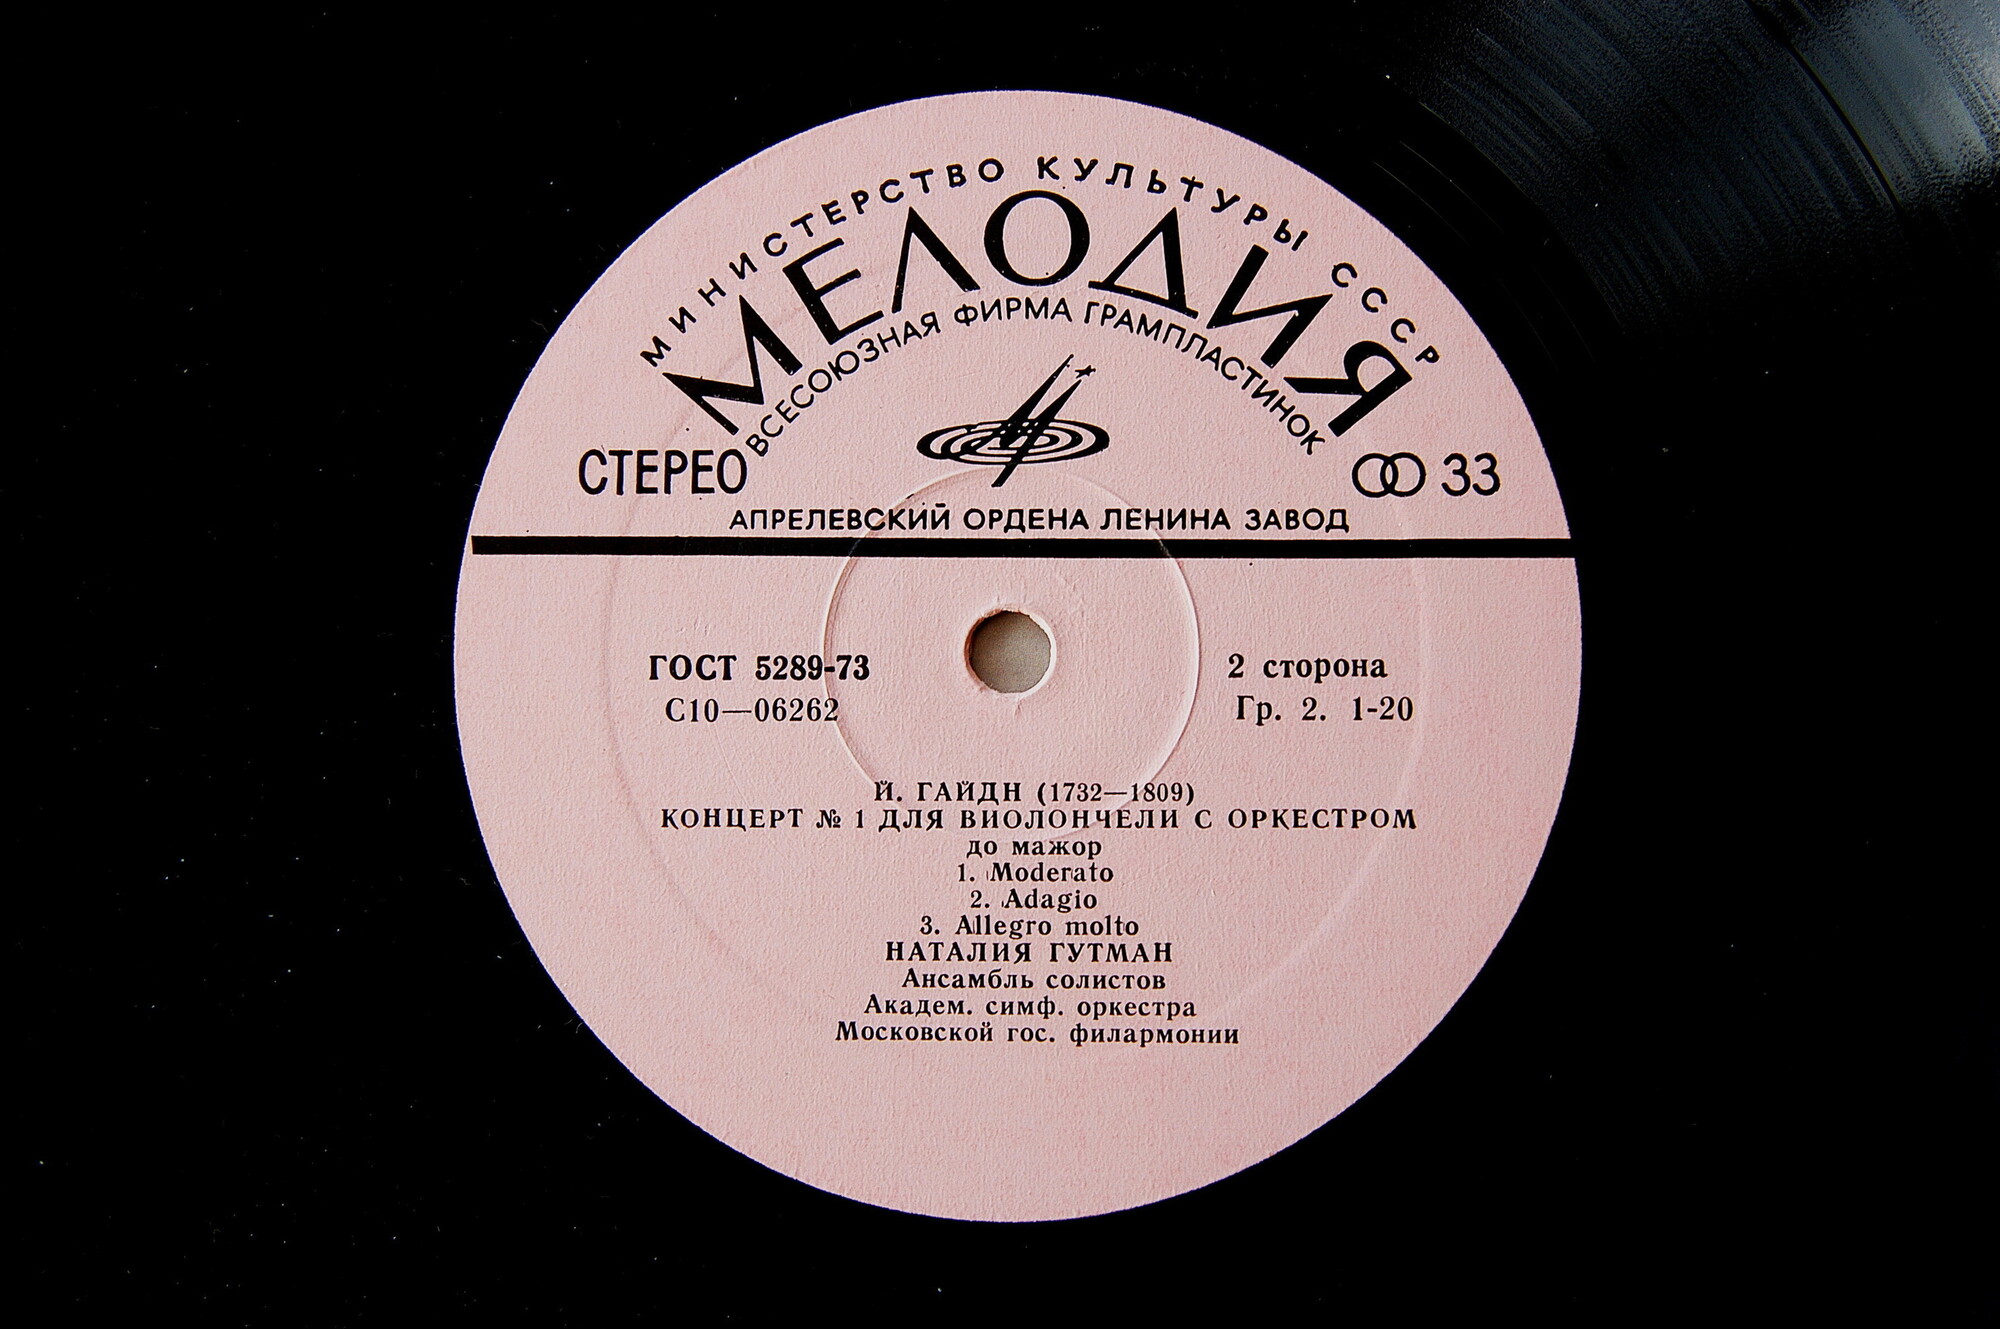 МИНИСТЕРСТВО КУЛЬТУРЫ СССР
МЕЛОДИЯ
ВСЕСОЮЗНАЯ ФИРМА ГРАМПЛАСТИНОК
СТЕРЕО
33
АПРЕЛЕВСКИЙ ОРДЕНА ЛЕНИНА ЗАВОД
ГОСТ 5289-73
2 сторона
С10—06262
Гр. 2. 1-20
Й. ГАЙДН (1732—1809)
КОНЦЕРТ № 1 ДЛЯ ВИОЛОНЧЕЛИ С ОРКЕСТРОМ
до мажор
1. Moderato
2. Adagio
3. Allegro molto
НАТАЛИЯ ГУТМАН
Ансамбль солистов
Академ. симф. оркестра
Московской гос. филармонии